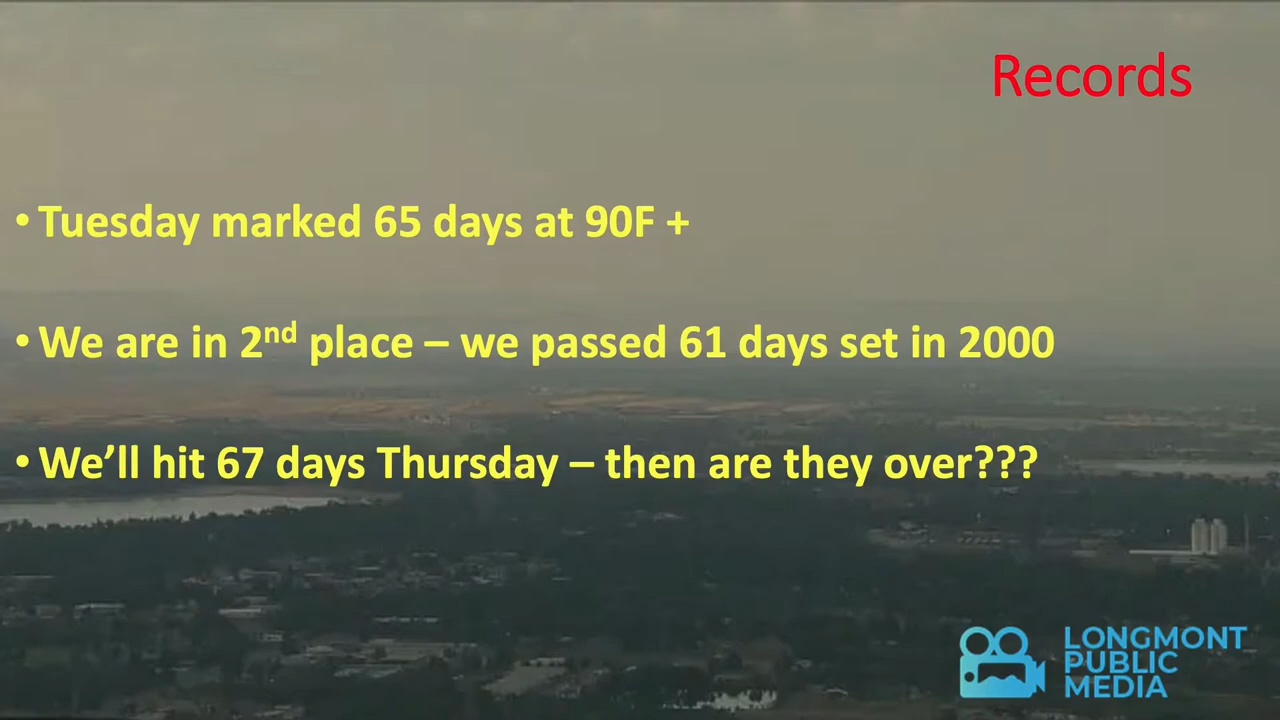 Records
• Tuesday marked 65 days at 90F +
• We are in 2nd place – we passed 61 days set in 2000
• We’ll hit 67 days Thursday – then are they over???
LONGMONT
PUBLIC
MEDIA